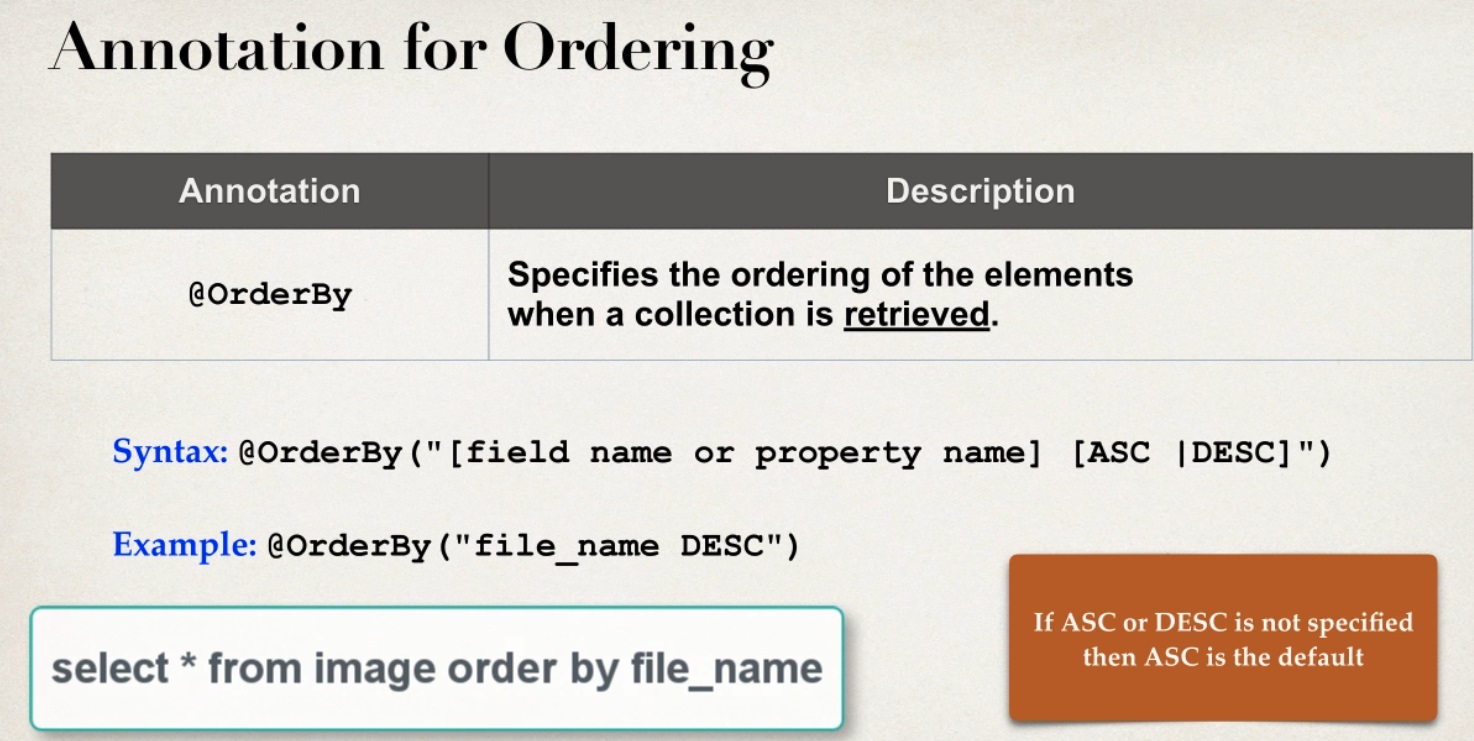 Annotation for Ordering
Annotation
Description
@OrderBy
Specifies the ordering of the elements
when a collection is retrieved.
Syntax: @OrderBy("[field name or property name] [ASC |DESC]")
Example: @OrderBy("file_name DESC")
select * from image order by file_name
If ASC or DESC is not specified
then ASC is the default